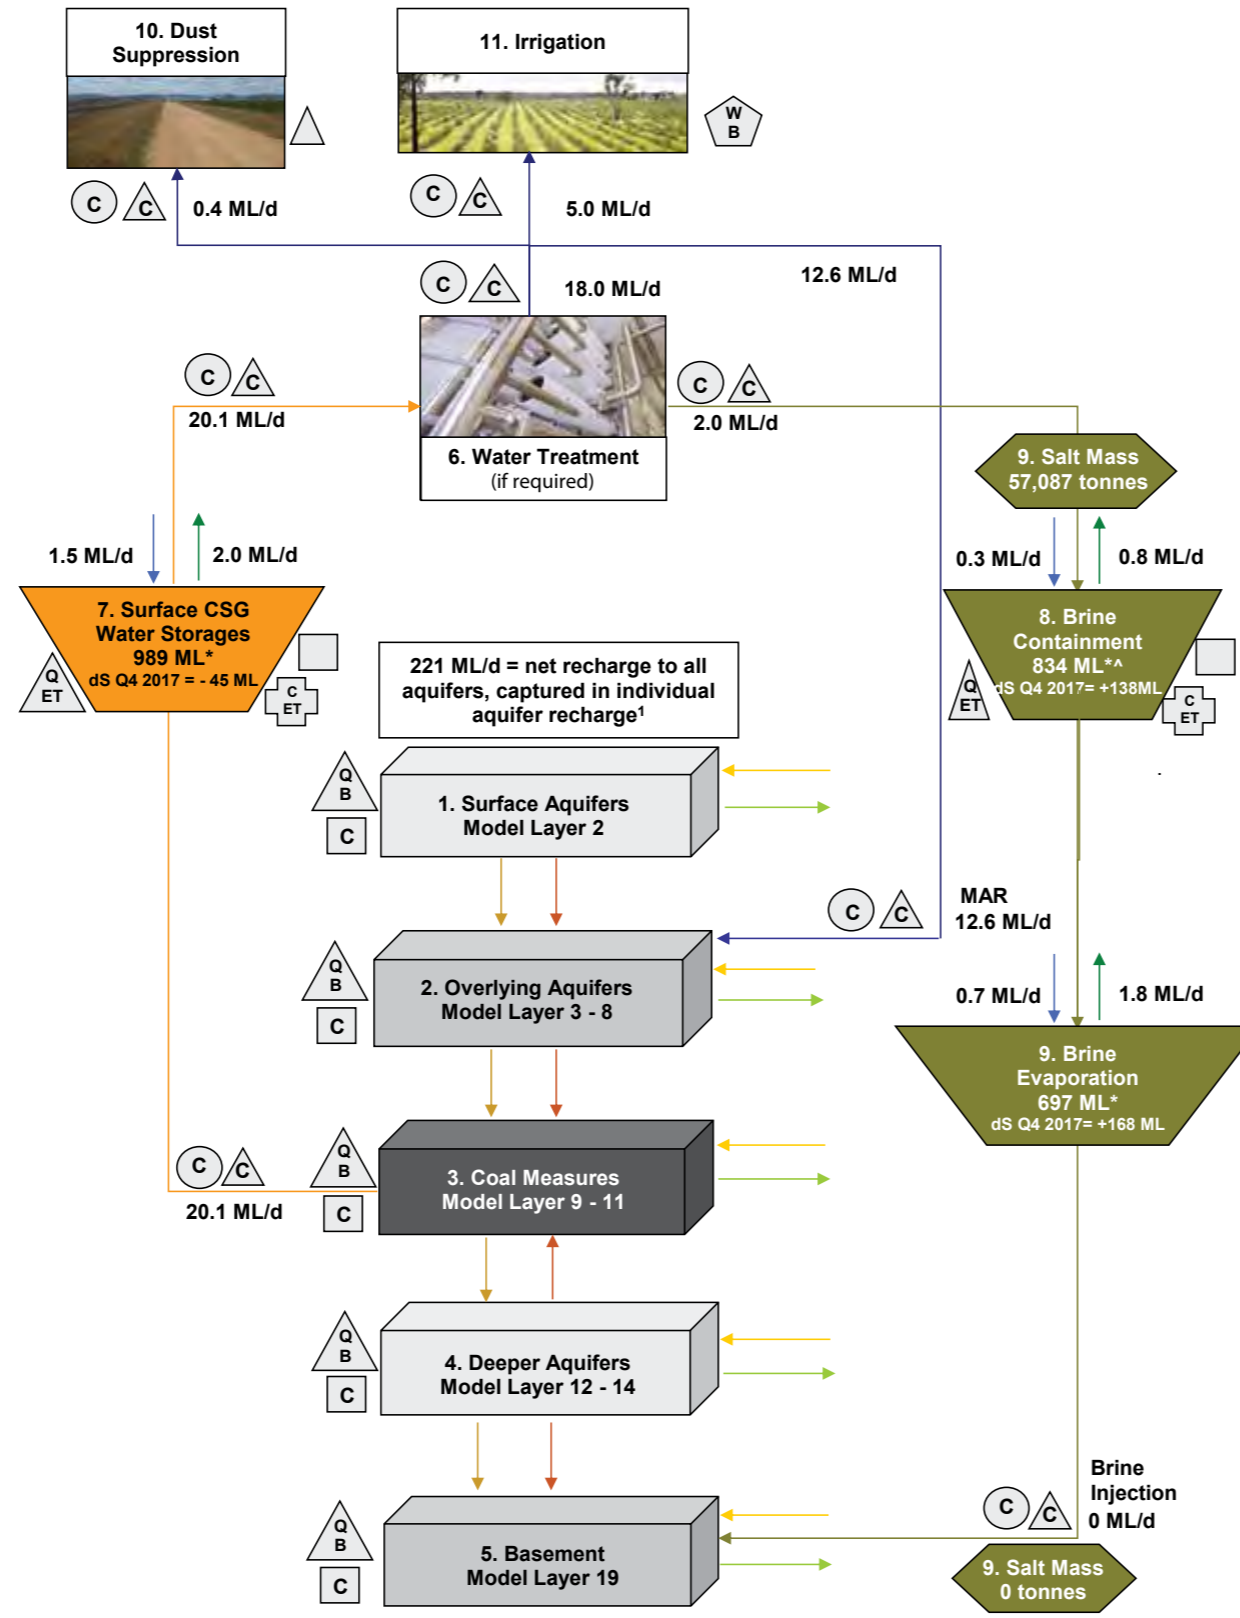 10. Dust
Suppression
11. Irrigation
W
B
C
C
0.4 ML/d
C
C
5.0 ML/d
C
C
18.0 ML/d
12.6 ML/d
C
C
20.1 ML/d
C
C
2.0 ML/d
6. Water Treatment
(if required)
9. Salt Mass
57,087 tonnes
1.5 ML/d
2.0 ML/d
0.3 ML/d
0.8 ML/d
7. Surface CSG
Water Storages
989 ML*
dS Q4 2017 = - 45 ML
Q
ET
C
ET
8. Brine
Containment
834 ML*^
dS Q4 2017= +138ML
Q
ET
C
ET
221 ML/d = net recharge to all
aquifers, captured in individual
aquifer recharge¹
Q
B
C
1. Surface Aquifers
Model Layer 2
C
C
MAR
12.6 ML/d
Q
B
C
2. Overlying Aquifers
Model Layer 3 - 8
0.7 ML/d
1.8 ML/d
9. Brine
Evaporation
697 ML*
dS Q4 2017= +168 ML
C
C
20.1 ML/d
Q
B
C
3. Coal Measures
Model Layer 9 - 11
Q
B
C
4. Deeper Aquifers
Model Layer 12 - 14
Brine
Injection
0 ML/d
C
C
Q
B
C
5. Basement
Model Layer 19
9. Salt Mass
0 tonnes